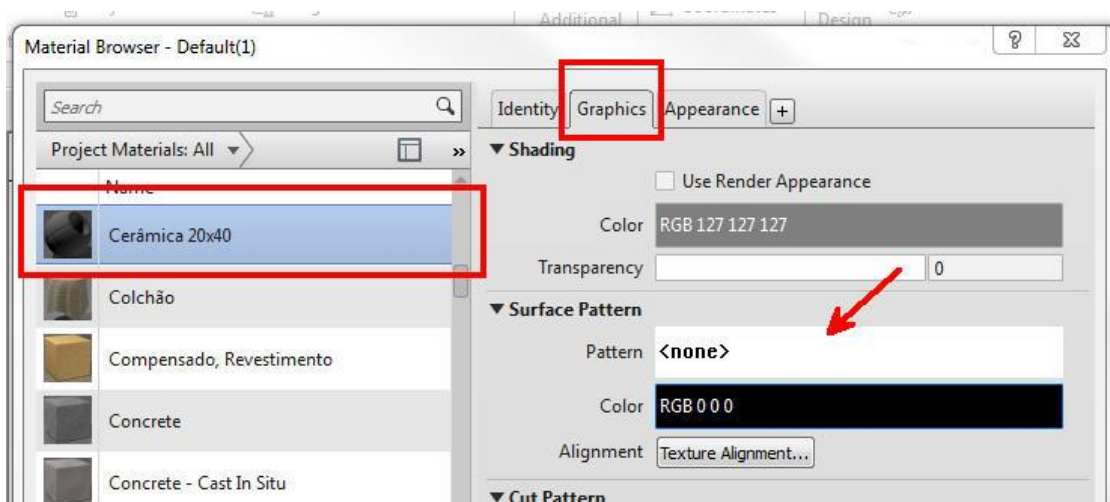 Additional
Coordinates
Design
Material Browser - Default(1)
Search
Identity Graphics Appearance +
Project Materials: All »
Shading
Name
Use Render Appearance
Cerâmica 20x40
Color RGB 127 127 127
Transparency 0
Colchão
Surface Pattern
Compensado, Revestimento
Pattern <none>
Color RGB 0 0 0
Concrete
Alignment Texture Alignment...
Concrete - Cast In Situ
Cut Pattern